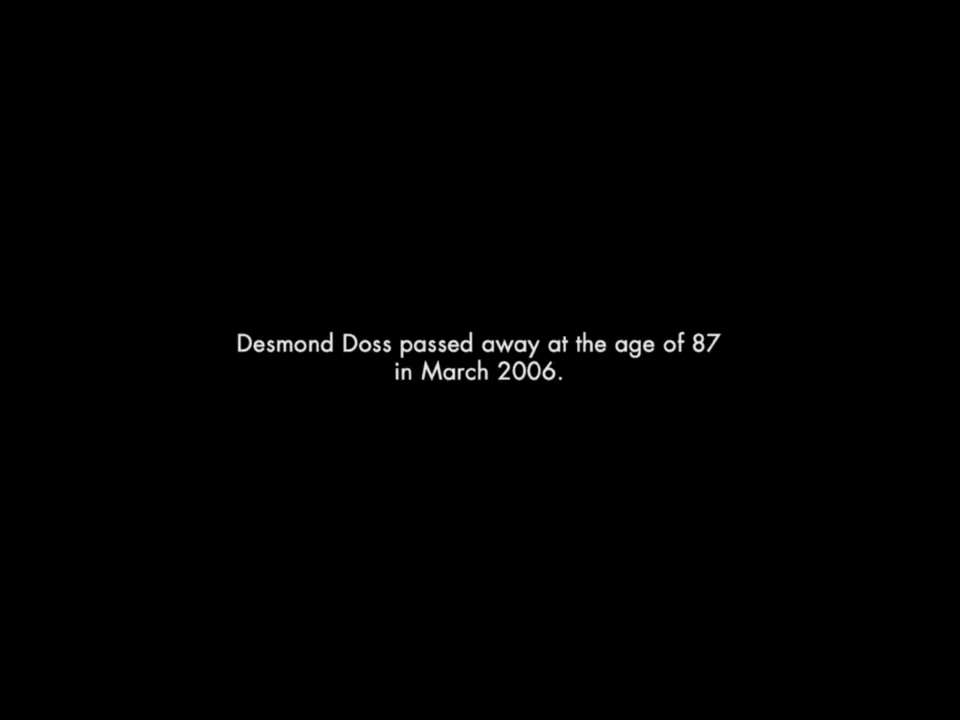 Desmond Doss passed away at the age of 87
in March 2006.